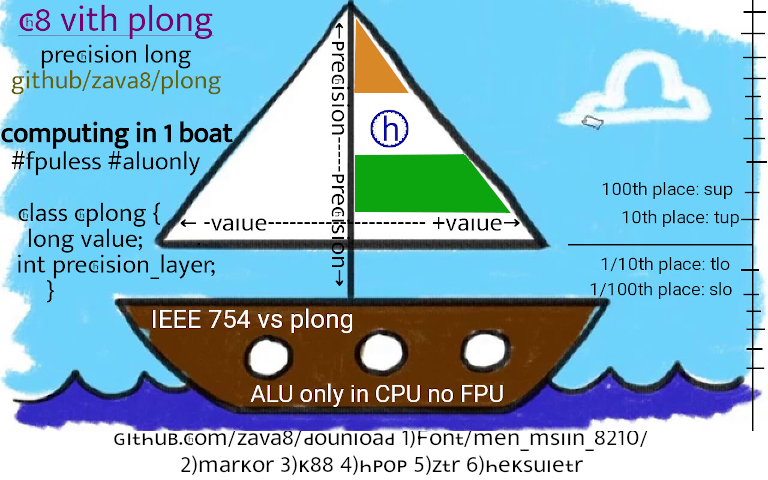 ɕ8 vith plong
precision long
github/zava8/plong
computing in 1 boat
#fpuless #aluonly
class cplong {
long value;
int precision_layer;
}
←Precision-----Precision→
h
← -value---------------------------- +value→
100th place: sup
10th place: tup
1/10th place: tlo
1/100th place: slo
IEEE 754 vs plong
ALU only in CPU no FPU
GitHUB.com/zava8/dounload 1)Font/men_msiin_8210/
2)markor 3)K88 4)hPOP 5)ztr 6)heksuletr